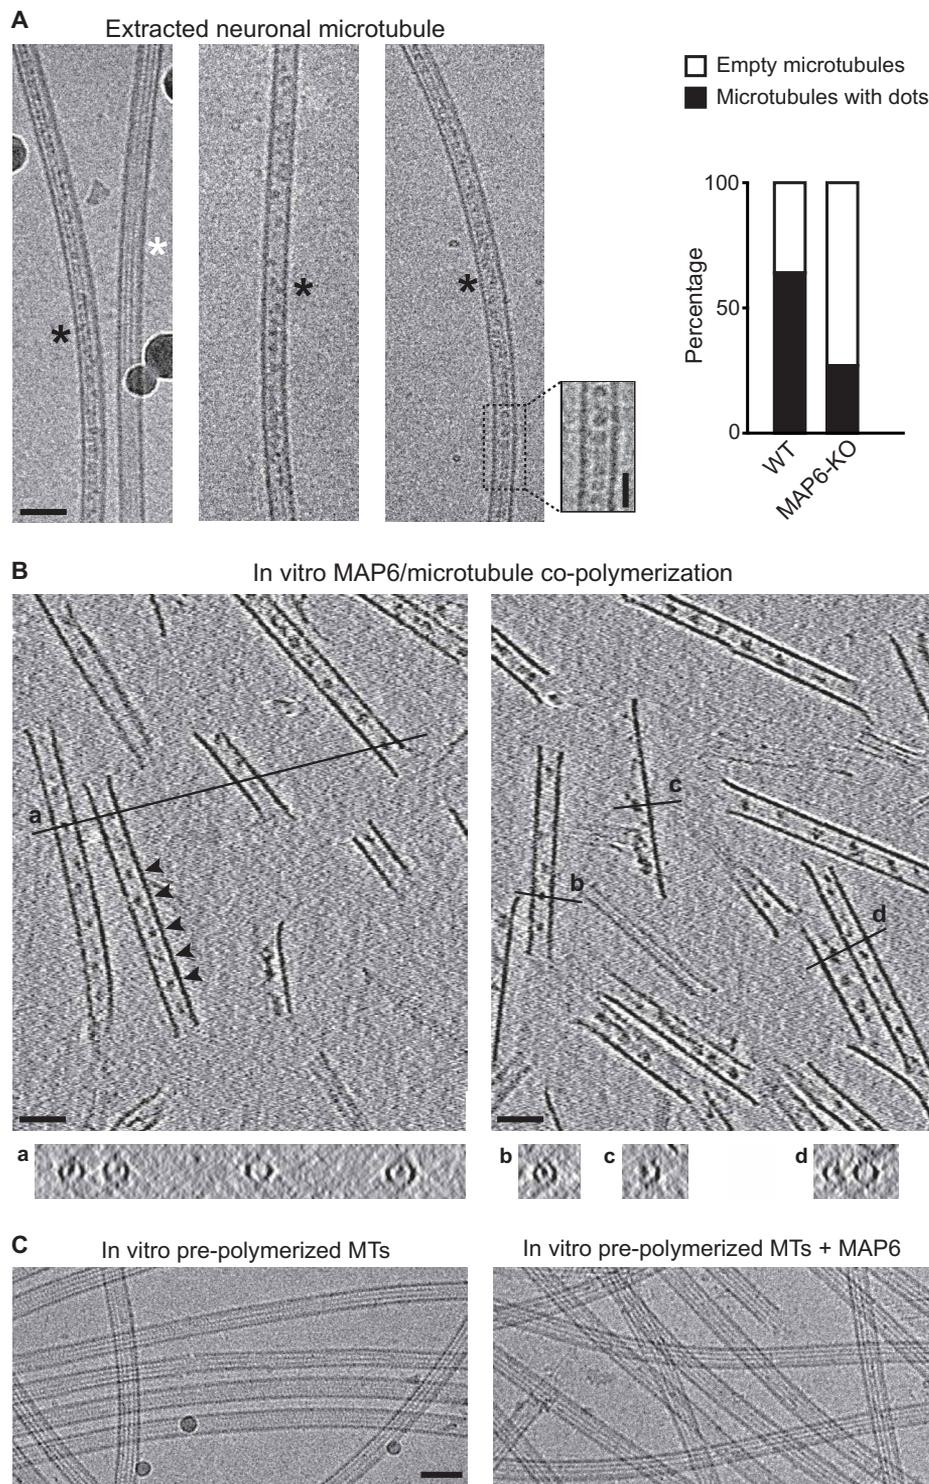 A
Extracted neuronal microtubule
Empty microtubules
Microtubules with dots
*
*
*
*
100
50
0
Percentage
WT
MAP6-KO
B
In vitro MAP6/microtubule co-polymerization
a
b
c
d
a
b
c
d
C
In vitro pre-polymerized MTs
In vitro pre-polymerized MTs + MAP6